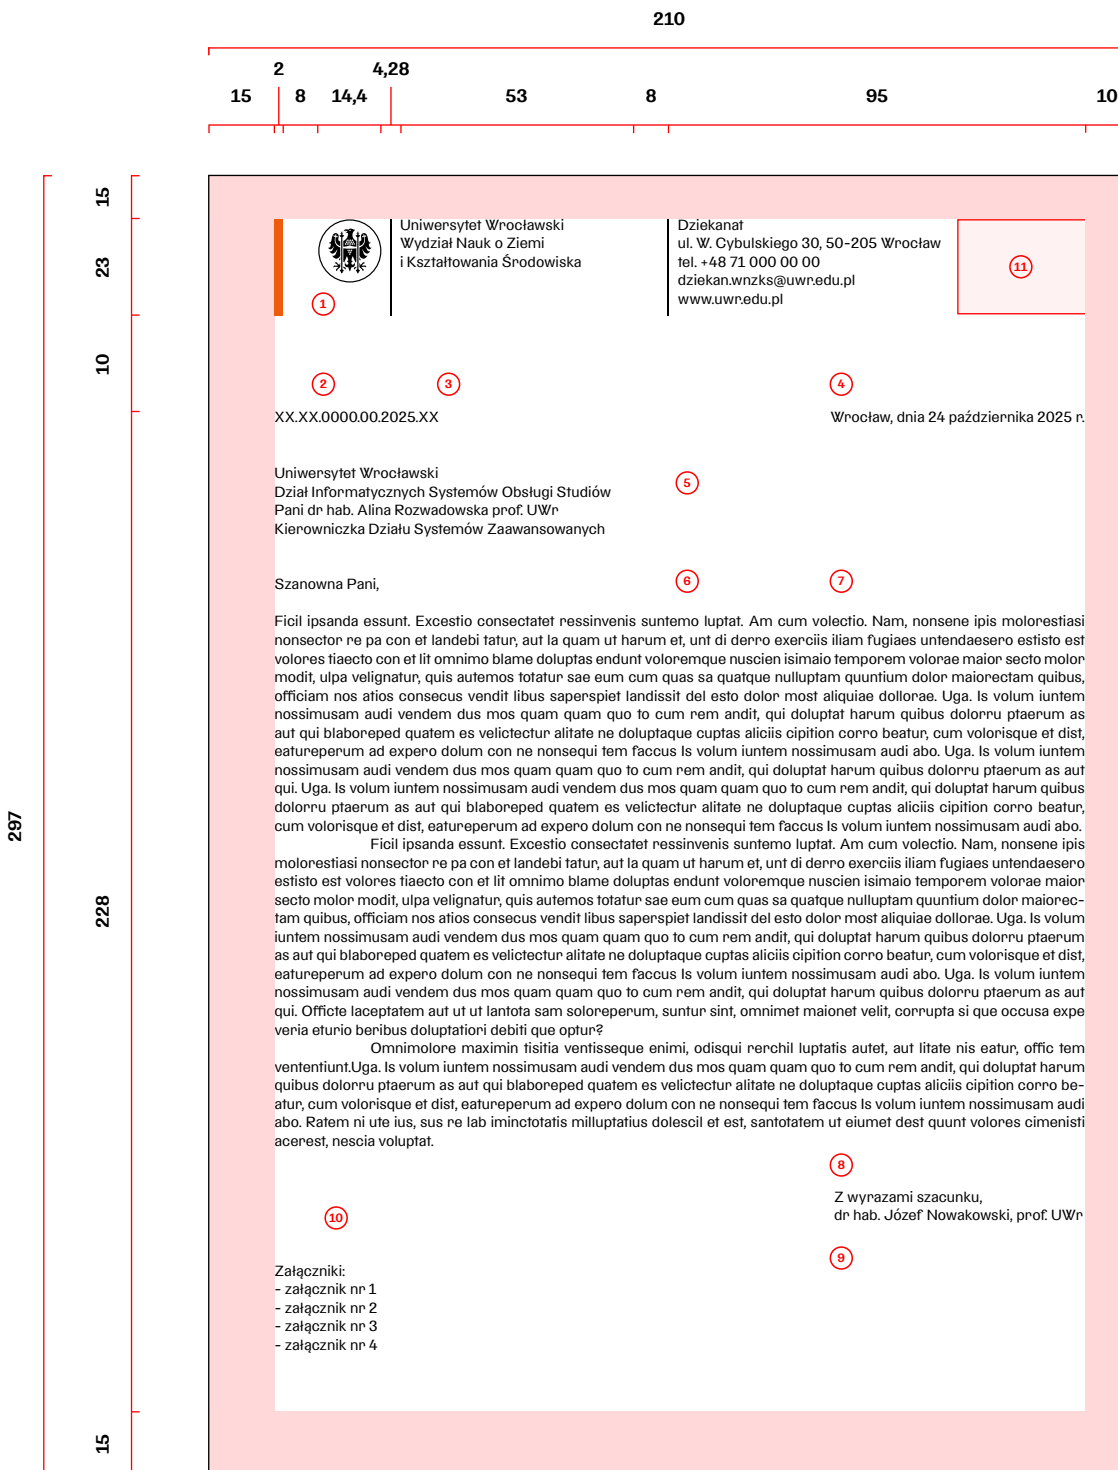 210
2
4,28
15
8
14,4
53
8
95
10
15
23
10
297
228
15
Uniwersytet Wrocławski
Wydział Nauk o Ziemi
i Kształtowania Środowiska
Dziekanat
ul. W. Cybulskiego 30, 50-205 Wrocław
tel. +48 71 000 00 00
dziekan.wnzks@uwr.edu.pl
www.uwr.edu.pl
11
1
2
3
4
XX.XX.0000.00.2025.XX
Wrocław, dnia 24 października 2025 r.
Uniwersytet Wrocławski
Dział Informatycznych Systemów Obsługi Studiów
Pani dr hab. Alina Rozwadowska prof. UWr
Kierowniczka Działu Systemów Zaawansowanych
5
Szanowna Pani,
6
7
Ficil ipsanda essunt. Excestio consectatet ressinvenis suntemo luptat. Am cum volectio. Nam, nonsene ipis molorestiasi
nonsector re pa con et landebi tatur, aut la quam ut harum et, unt di derro exerciis iliam fugiaes untendaesero estisto est
volores tiaecto con et lit omnimo blame doluptas endunt voloremque nuscien isimaio temporem volorae maior secto molor
modit, ulpa velignatur, quis autemos totatur sae eum cum quas sa quatque nulluptam quuntium dolor maiorectam quibus,
officiam nos atios consecus vendit libus saperspiet landissit del esto dolor most aliquiae dollorae. Uga. Is volum iuntem
nossimusam audi vendem dus mos quam quam quo to cum rem andit, qui doluptat harum quibus dolorru ptaerum as
aut qui blaboreped quatem es velictectur alitate ne doluptaque cuptas aliciis cipition corro beatur, cum volorisque et dist,
eatureperum ad expero dolum con ne nonsequi tem faccus Is volum iuntem nossimusam audi abo. Uga. Is volum iuntem
nossimusam audi vendem dus mos quam quam quo to cum rem andit, qui doluptat harum quibus dolorru ptaerum as aut
qui. Uga. Is volum iuntem nossimusam audi vendem dus mos quam quam quo to cum rem andit, qui doluptat harum quibus
dolorru ptaerum as aut qui blaboreped quatem es velictectur alitate ne doluptaque cuptas aliciis cipition corro beatur,
cum volorisque et dist, eatureperum ad expero dolum con ne nonsequi tem faccus Is volum iuntem nossimusam audi abo.
Ficil ipsanda essunt. Excestio consectatet ressinvenis suntemo luptat. Am cum volectio. Nam, nonsene ipis
molorestiasi nonsector re pa con et landebi tatur, aut la quam ut harum et, unt di derro exerciis iliam fugiaes untendaesero
estisto est volores tiaecto con et lit omnimo blame doluptas endunt voloremque nuscien isimaio temporem volorae maior
secto molor modit, ulpa velignatur, quis autemos totatur sae eum cum quas sa quatque nulluptam quuntium dolor maiorec-
tam quibus, officiam nos atios consecus vendit libus saperspiet landissit del esto dolor most aliquiae dollorae. Uga. Is volum
iuntem nossimusam audi vendem dus mos quam quam quo to cum rem andit, qui doluptat harum quibus dolorru ptaerum
as aut qui blaboreped quatem es velictectur alitate ne doluptaque cuptas aliciis cipition corro beatur, cum volorisque et dist,
eatureperum ad expero dolum con ne nonsequi tem faccus Is volum iuntem nossimusam audi abo. Uga. Is volum iuntem
nossimusam audi vendem dus mos quam quam quo to cum rem andit, qui doluptat harum quibus dolorru ptaerum as aut
qui. Officte laceptatem aut ut ut lantota sam soloreperum, suntur sint, omnimet maionet velit, corrupta si que occusa expe
veria eturio beribus doluptatiori debiti que optur?
Omnimolore maximin tisitia ventisseque enimi, odisqui rerchil luptatis autet, aut litate nis eatur, offic tem
vententiunt.Uga. Is volum iuntem nossimusam audi vendem dus mos quam quam quo to cum rem andit, qui doluptat harum
quibus dolorru ptaerum as aut qui blaboreped quatem es velictectur alitate ne doluptaque cuptas aliciis cipition corro be-
atur, cum volorisque et dist, eatureperum ad expero dolum con ne nonsequi tem faccus Is volum iuntem nossimusam audi
abo. Ratem ni ute ius, sus re lab iminctotatis milluptatius dolescil et est, santotatem ut eiumet dest quunt volores cimenisti
acerest, nescia voluptat.
8
Z wyrazami szacunku,
dr hab. Józef Nowakowski, prof. UWr
10
9
Załączniki:
- załącznik nr 1
- załącznik nr 2
- załącznik nr 3
- załącznik nr 4